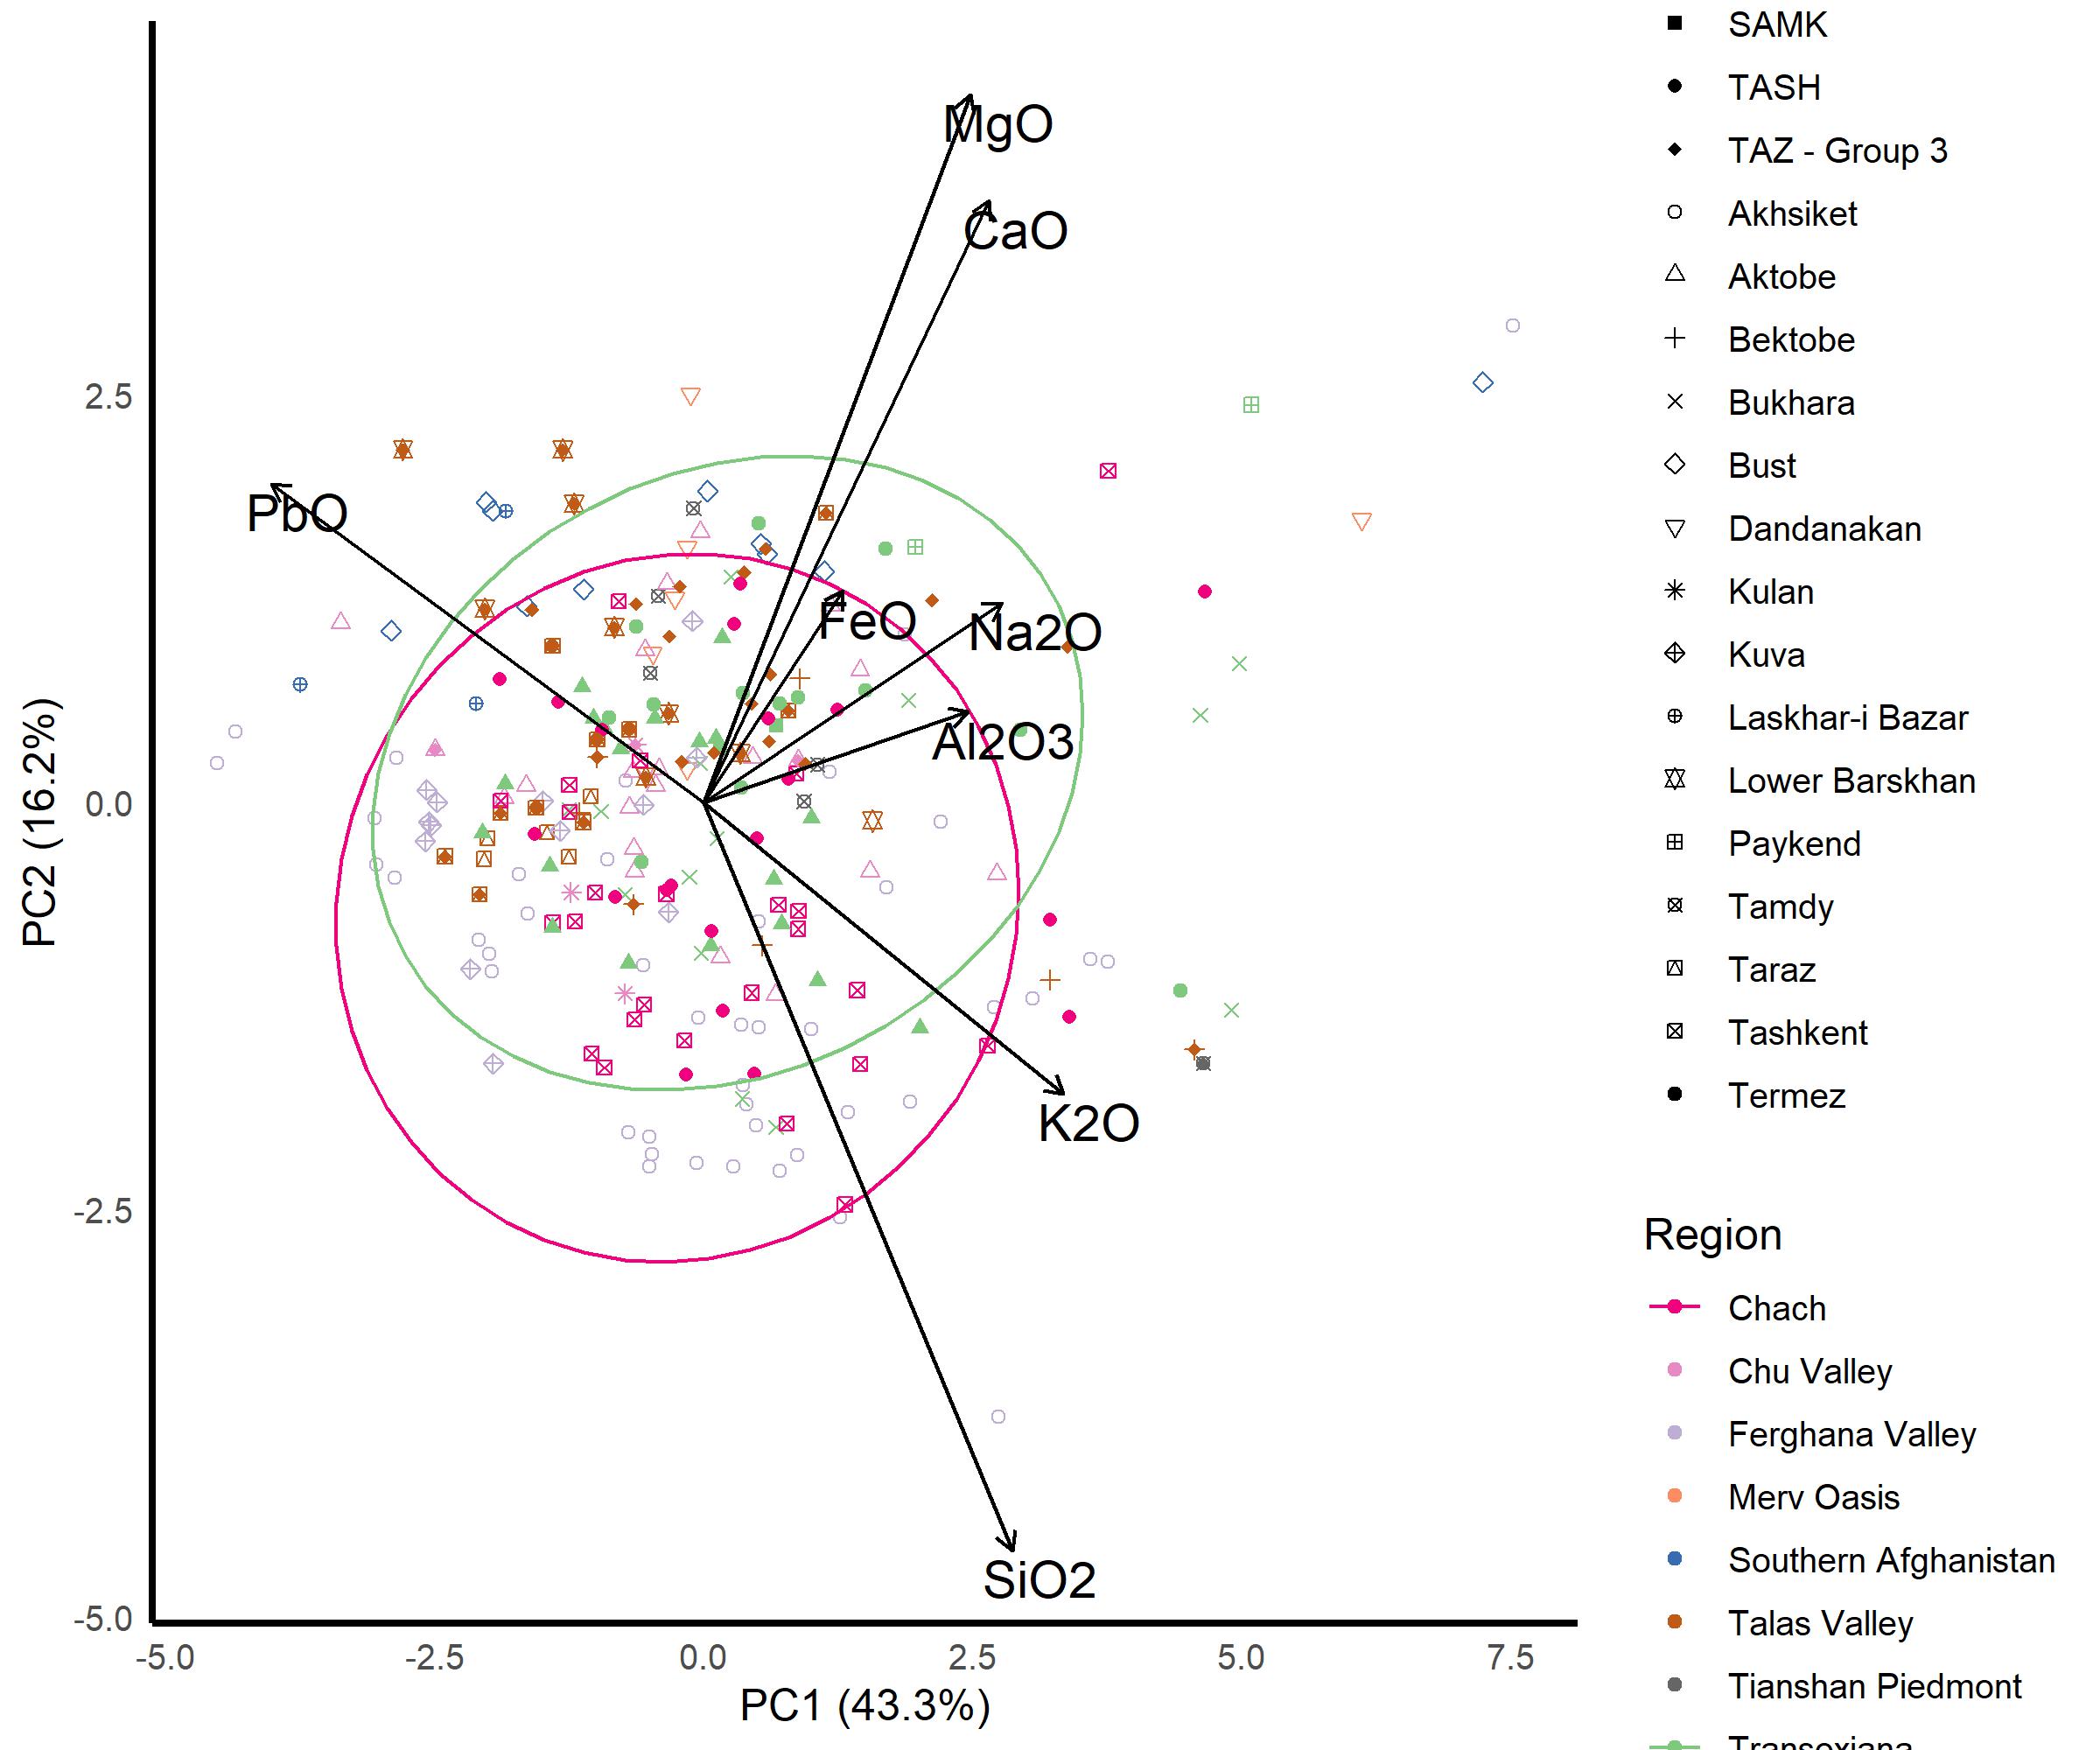 MgO
CaO
PbO
FeO
Na2O
Al2O3
K2O
SiO2
2.5
0.0
-2.5
-5.0
PC2 (16.2%)
-5.0
-2.5
0.0
2.5
5.0
7.5
PC1 (43.3%)
SAMK
TASH
TAZ - Group 3
Akhsiket
Aktobe
Bektobe
Bukhara
Bust
Dandanakan
Kulan
Kuva
Laskhar-i Bazar
Lower Barskhan
Paykend
Tamdy
Taraz
Tashkent
Termez
Region
Chach
Chu Valley
Ferghana Valley
Merv Oasis
Southern Afghanistan
Talas Valley
Tianshan Piedmont